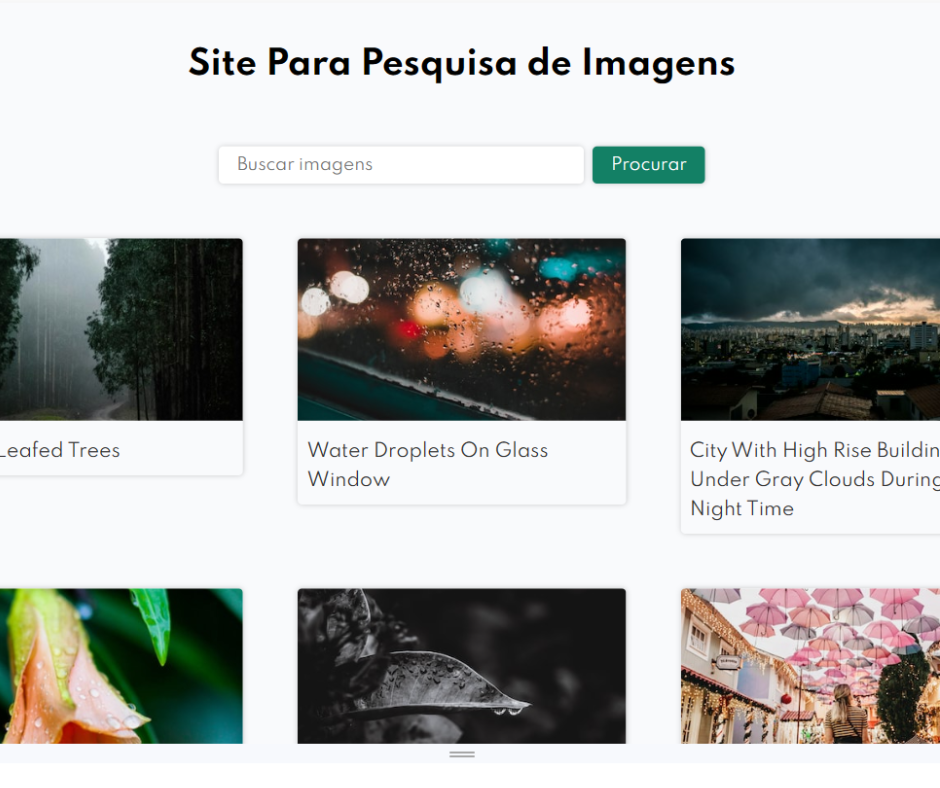 Site Para Pesquisa de Imagens
Buscar imagens
Procurar
Leafed Trees
Water Droplets On Glass
Window
City With High Rise Buildin
Under Gray Clouds During
Night Time